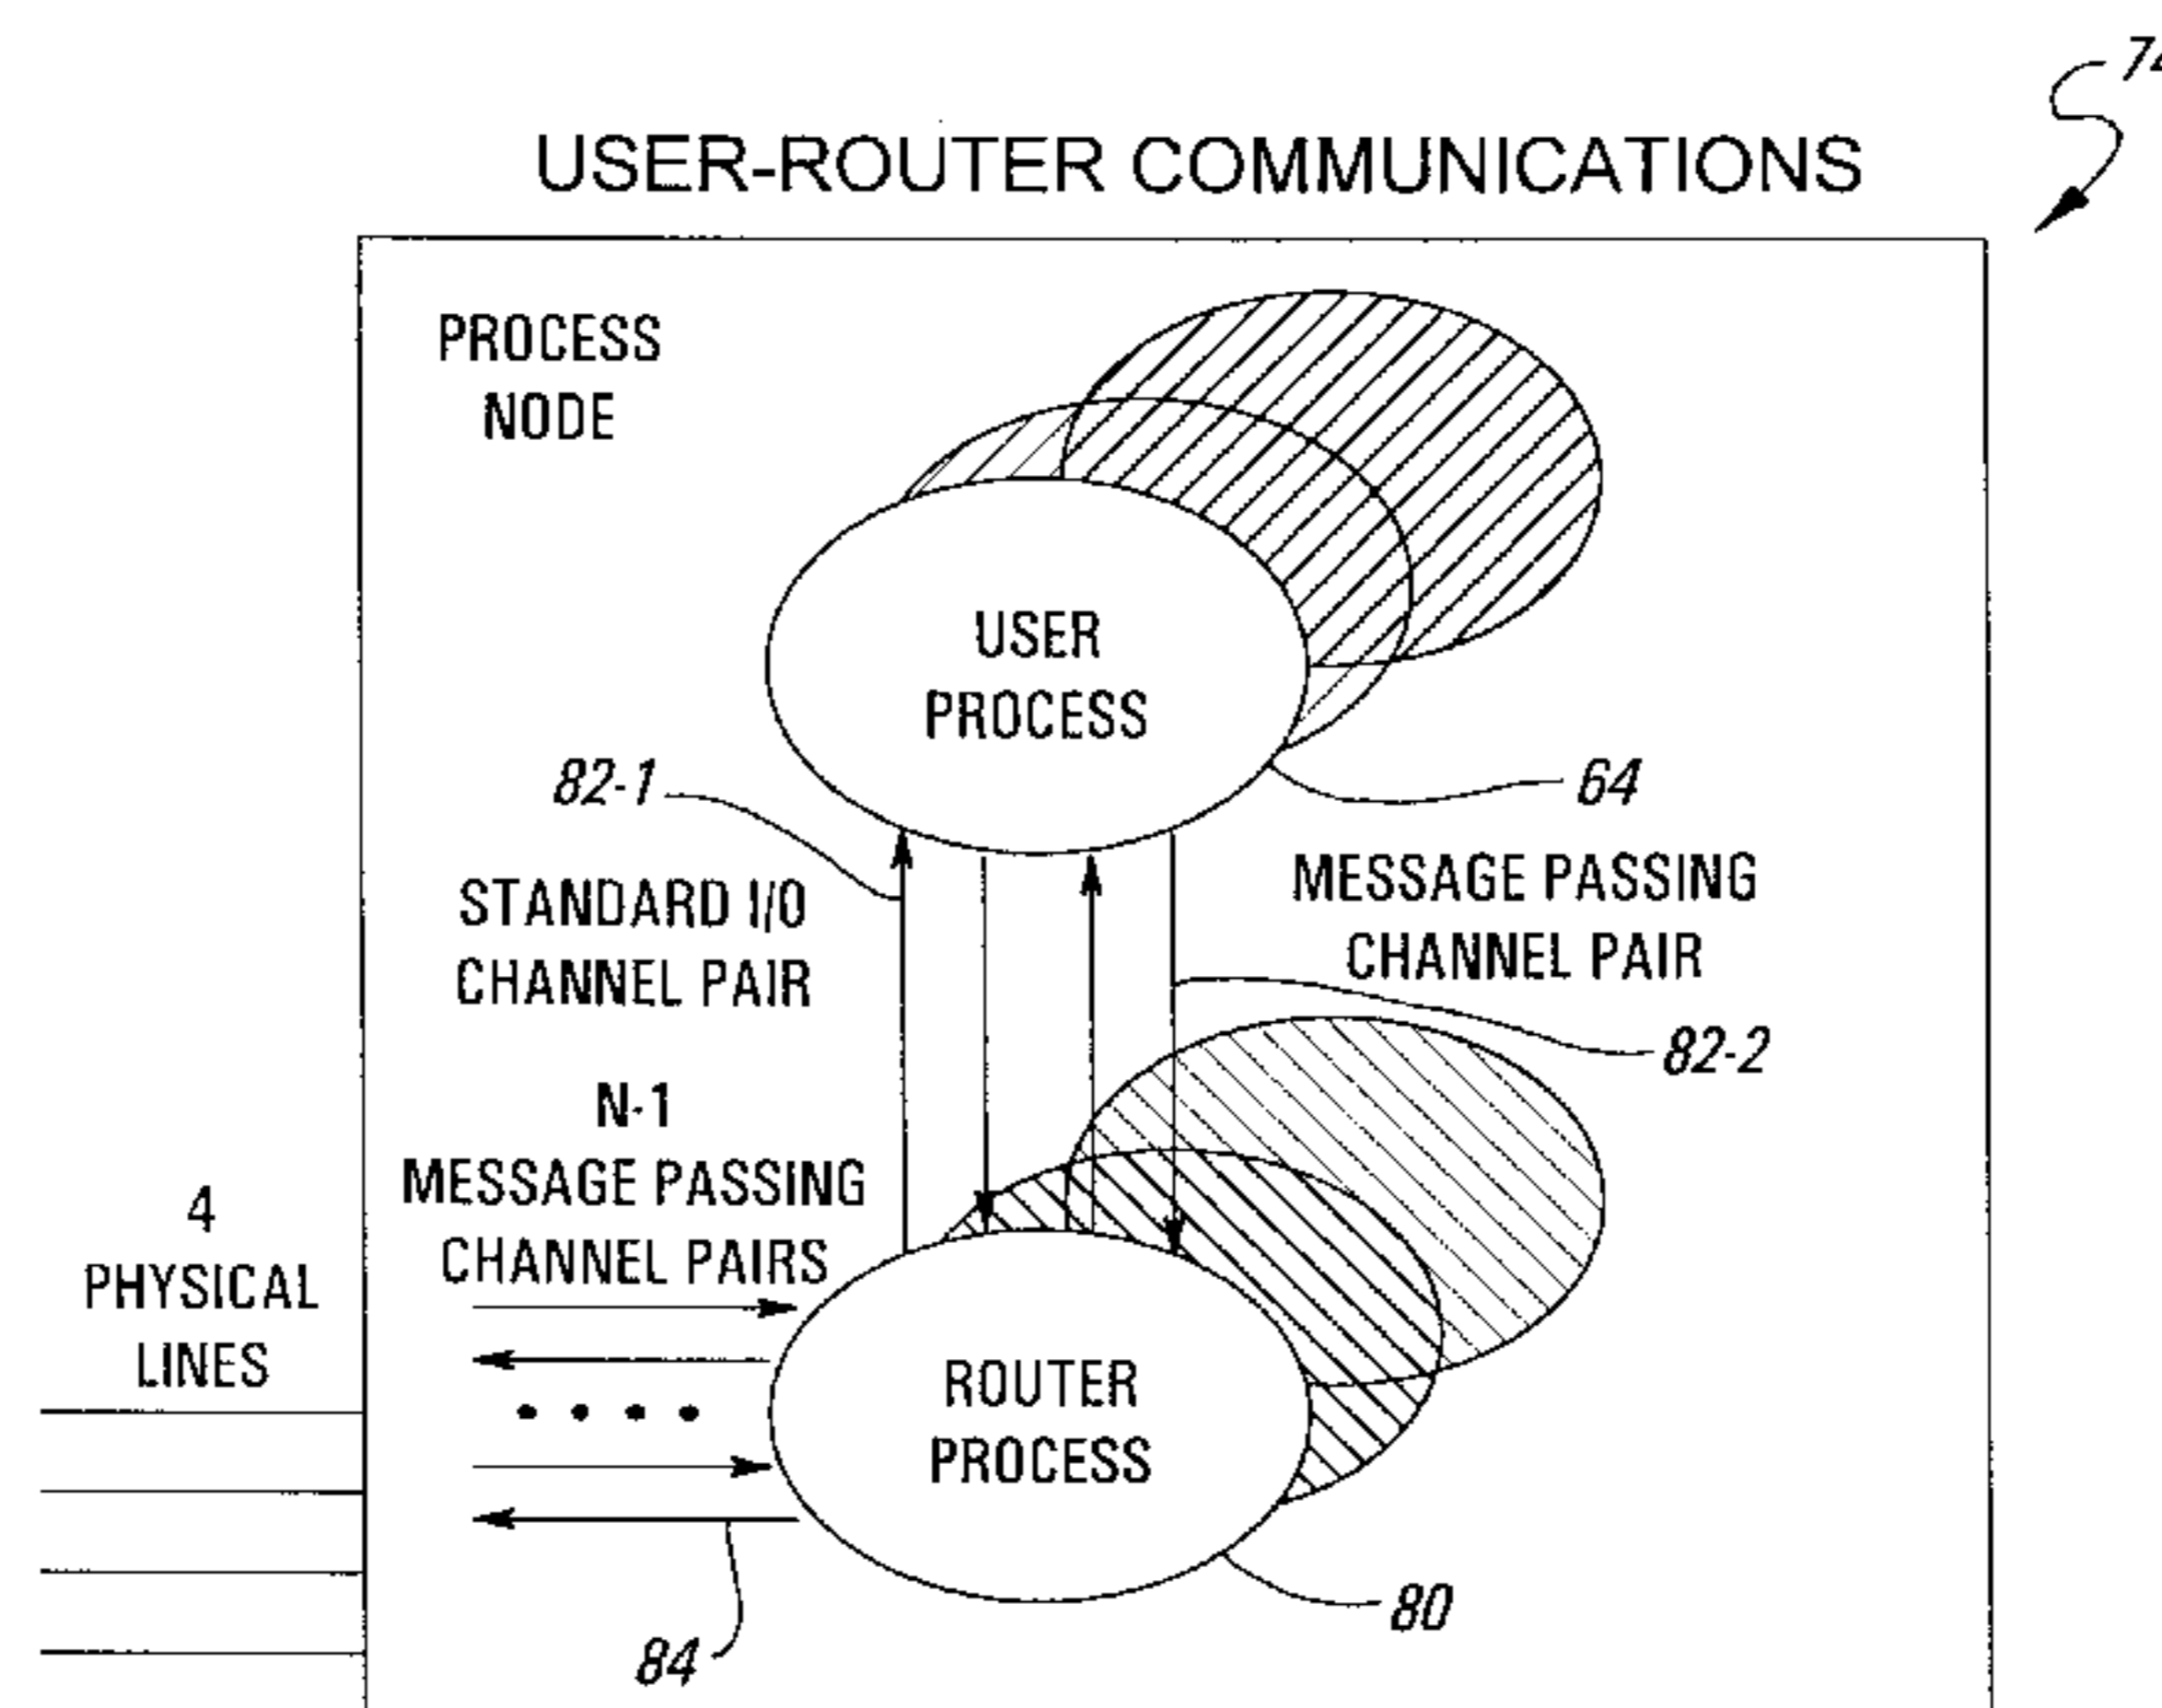 74
USER-ROUTER COMMUNICATIONS
PROCESS
NODE
USER
PROCESS
82-1
64
STANDARD I/O
CHANNEL PAIR
MESSAGE PASSING
CHANNEL PAIR
82-2
N-1
MESSAGE PASSING
CHANNEL PAIRS
4
PHYSICAL
LINES
ROUTER
PROCESS
80
84